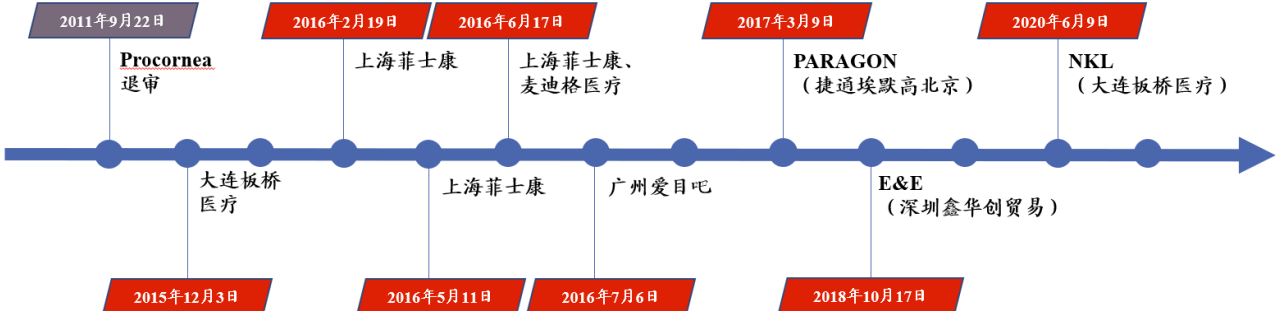 2011年9月22日
2016年2月19日
2016年6月17日
2017年3月9日
2020年6月9日
Procornea
退审
上海菲士康
上海菲士康、
麦迪格医疗
PARAGON
（捷通埃默高北京）
NKL
（大连板桥医疗）
大连板桥
医疗
上海菲士康
广州爱目吧
E&E
（深圳鑫华创贸易）
2015年12月3日
2016年5月11日
2016年7月6日
2018年10月17日